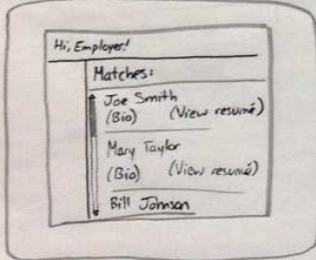 Hi, Employer!
Matches:
Joe Smith
(Bio) (View resumé)
Mary Taylor
(Bio) (View resumé)
Bill Johnson